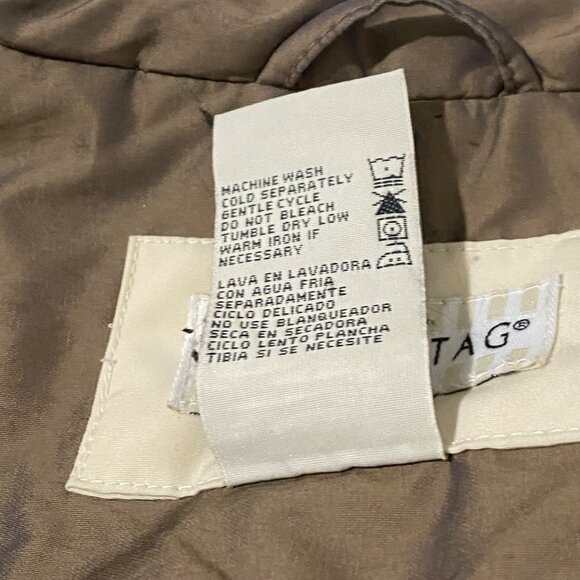 MACHINE WASH
COLD SEPARATELY
GENTLE CYCLE
DO NOT BLEACH
TUMBLE DRY LOW
WARM IRON IF
NECESSARY
LAVA EN LAVADORA
CON AGUA FRIA
SEPARADAMENTE
CICLO DELICADO
NO USE BLANQUEADOR
SECA EN SECADORA
CICLO LENTO PLANCHA
TIBIA SI SE NECESITE
TAG®